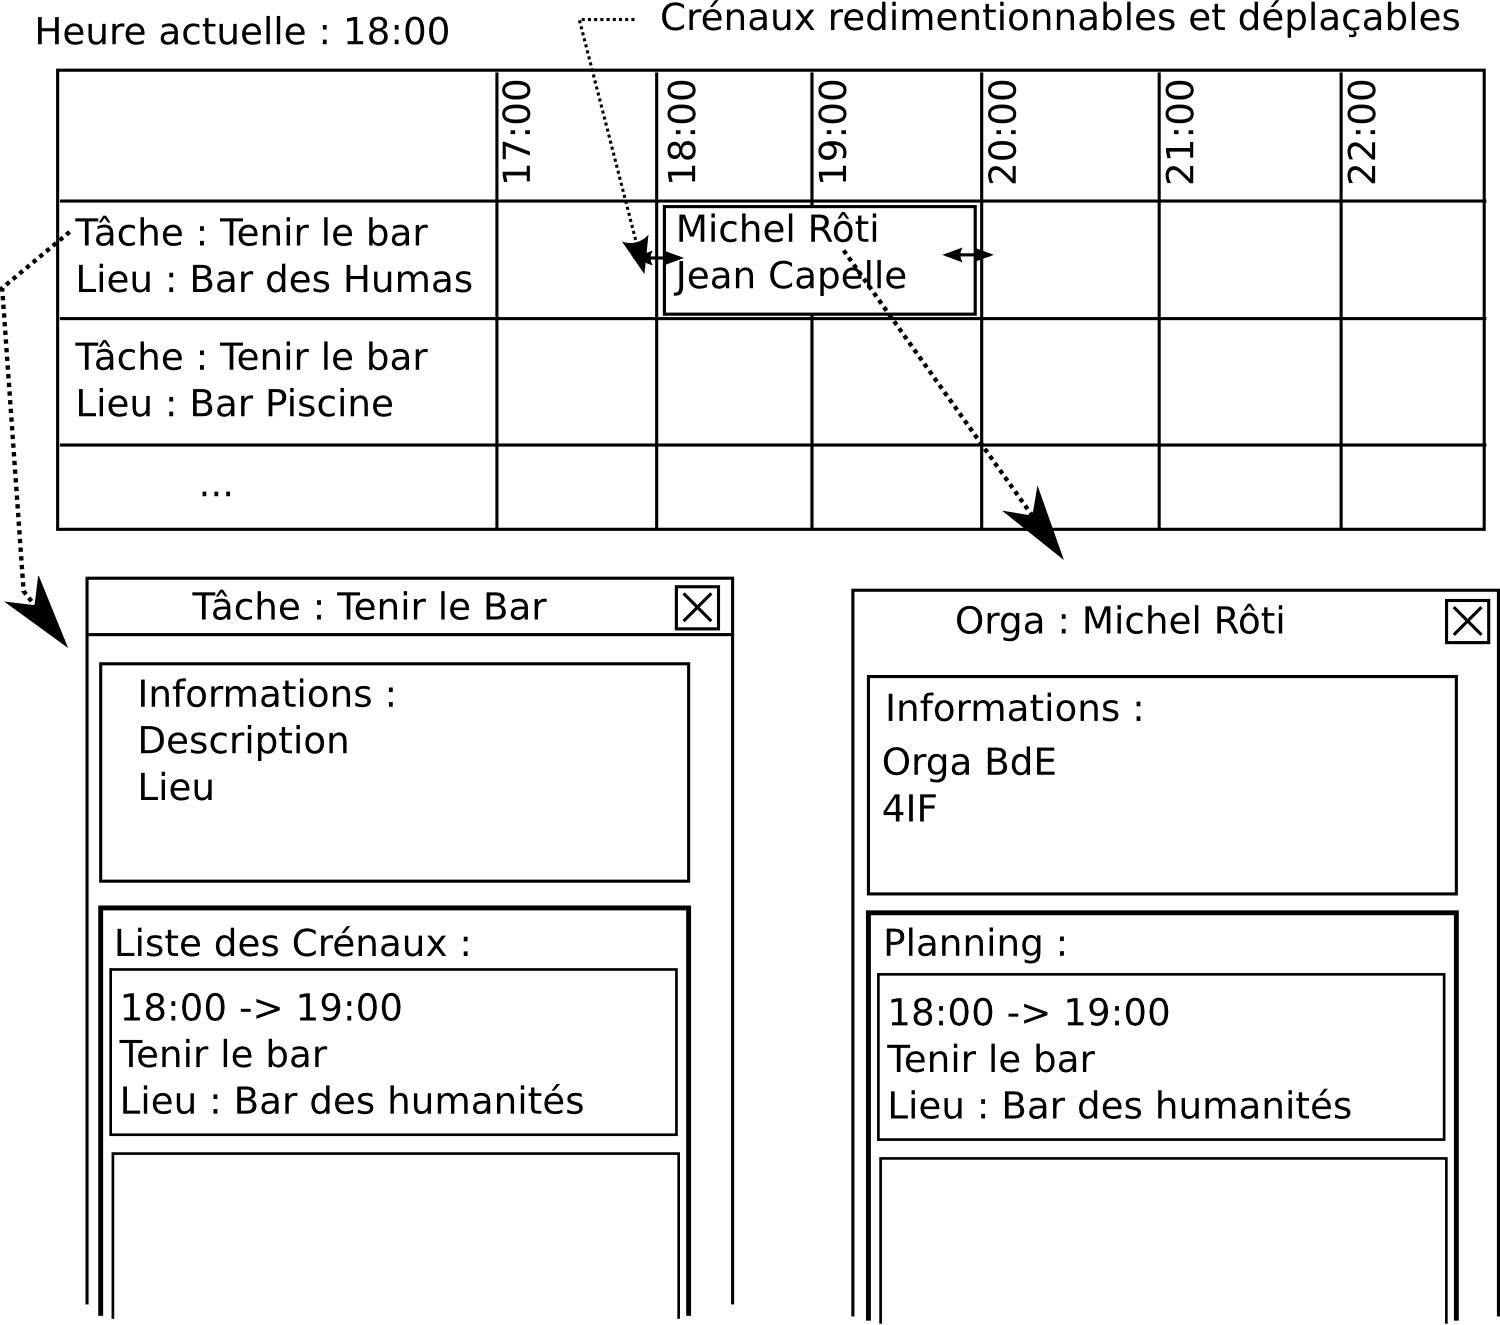 Heure actuelle : 18:00
Crénaux redimentionnables et déplaçables
17:00
18:00
19:00
20:00
21:00
22:00
Tâche : Tenir le bar
Lieu : Bar des Humas
Michel Rôti
Jean Capelle
Tâche : Tenir le bar
Lieu : Bar Piscine
...
Tâche : Tenir le Bar
Informations :
Description
Lieu
Liste des Crénaux :
18:00 -> 19:00
Tenir le bar
Lieu : Bar des humanités
Orga : Michel Rôti
Informations :
Orga BdE
4IF
Planning :
18:00 -> 19:00
Tenir le bar
Lieu : Bar des humanités